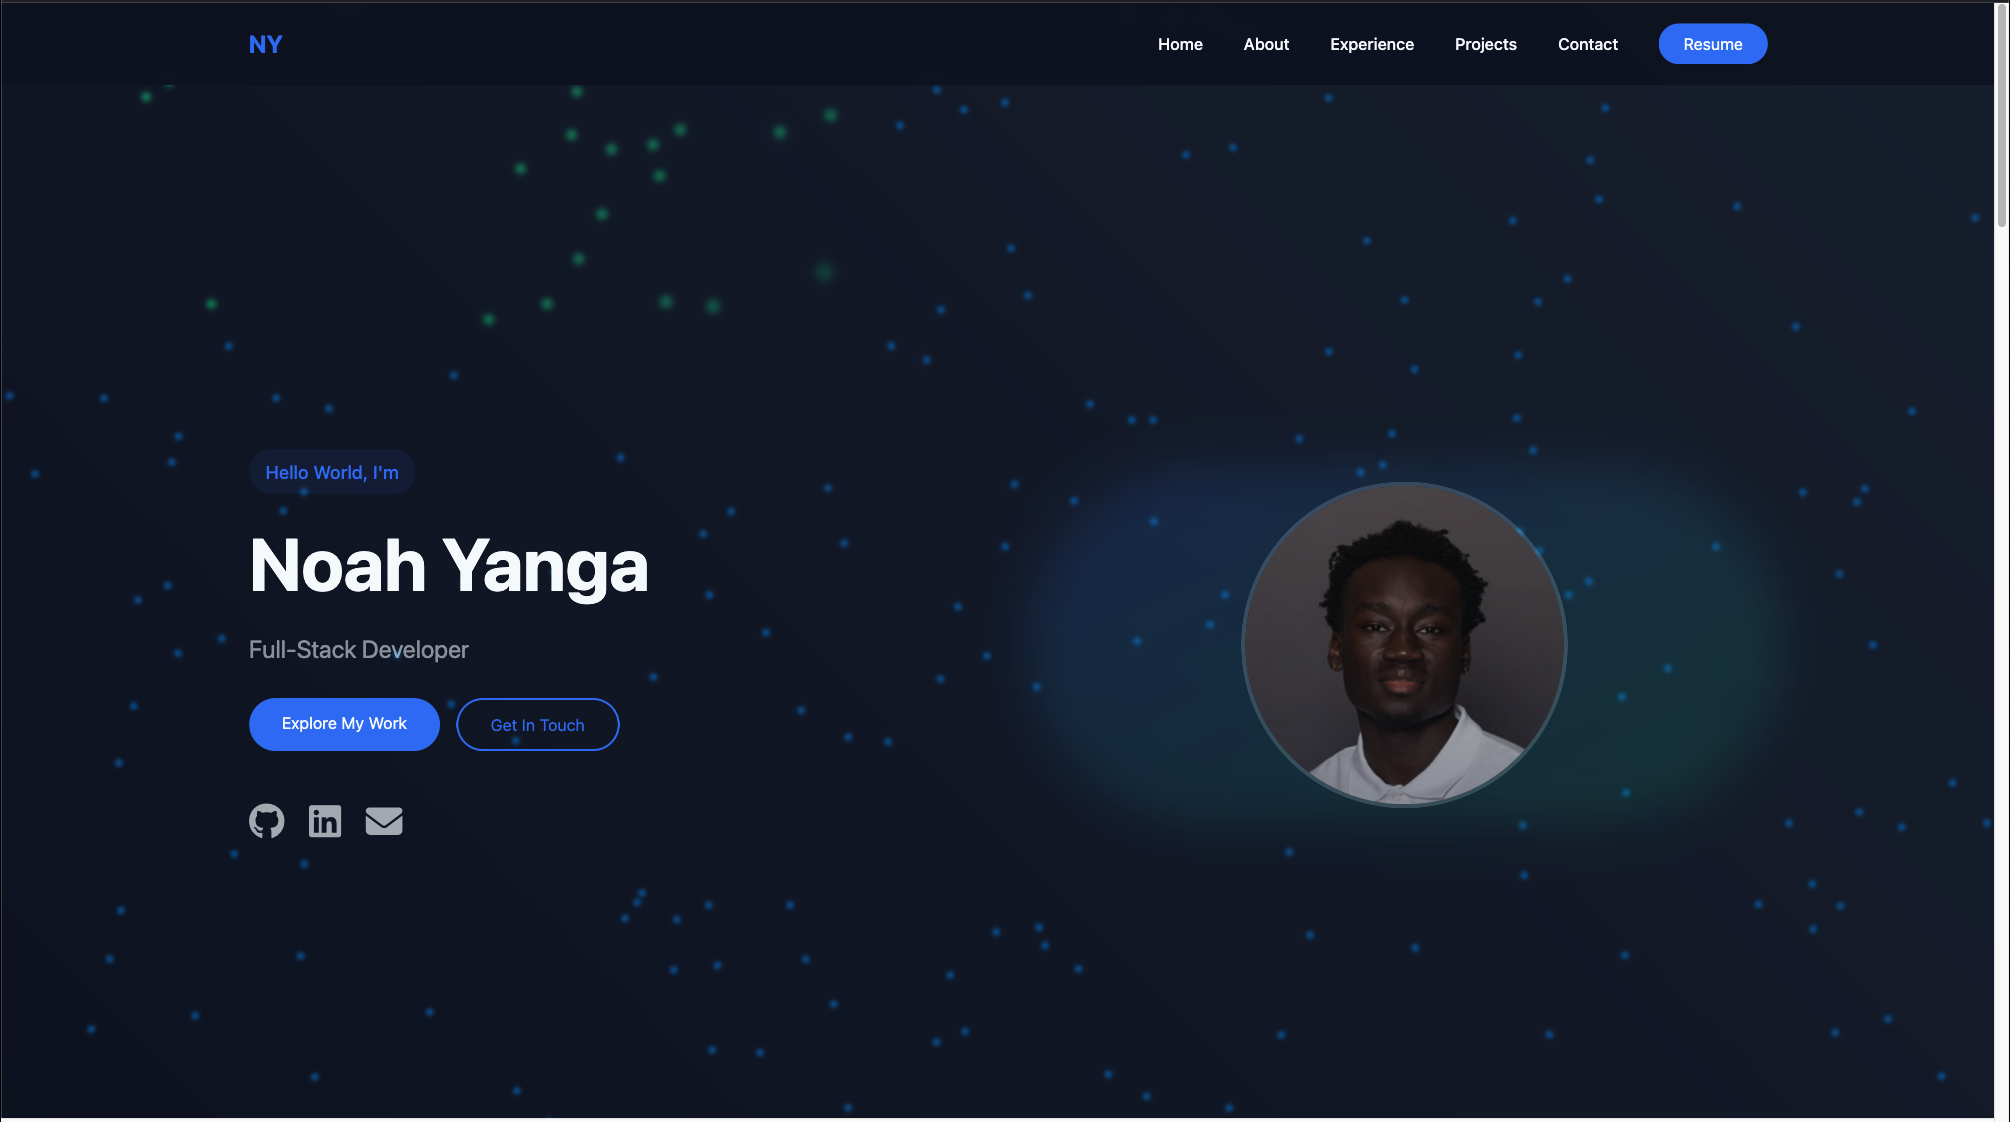 NY
Home About Experience Projects Contact Resume
Hello World, I'm
Noah Yanga
Full-Stack Developer
Explore My Work Get In Touch
in